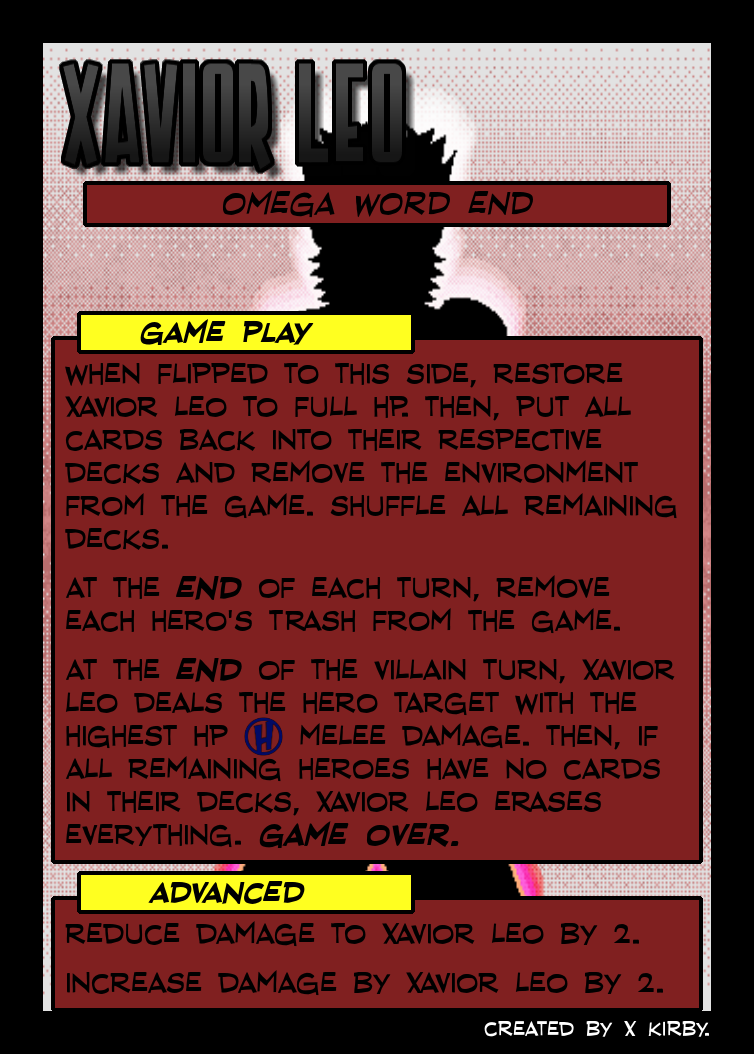 XAVIOR LEO
OMEGA WORD END
GAME PLAY
WHEN FLIPPED TO THIS SIDE, RESTORE
XAVIOR LEO TO FULL HP. THEN, PUT ALL
CARDS BACK INTO THEIR RESPECTIVE
DECKS AND REMOVE THE ENVIRONMENT
FROM THE GAME. SHUFFLE ALL REMAINING
DECKS.
AT THE END OF EACH TURN, REMOVE
EACH HERO'S TRASH FROM THE GAME.
AT THE END OF THE VILLAIN TURN, XAVIOR
LEO DEALS THE HERO TARGET WITH THE
HIGHEST HP H MELEE DAMAGE. THEN, IF
ALL REMAINING HEROES HAVE NO CARDS
IN THEIR DECKS, XAVIOR LEO ERASES
EVERYTHING. GAME OVER.
ADVANCED
REDUCE DAMAGE TO XAVIOR LEO BY 2.
INCREASE DAMAGE BY XAVIOR LEO BY 2.
CREATED BY X KIRBY.